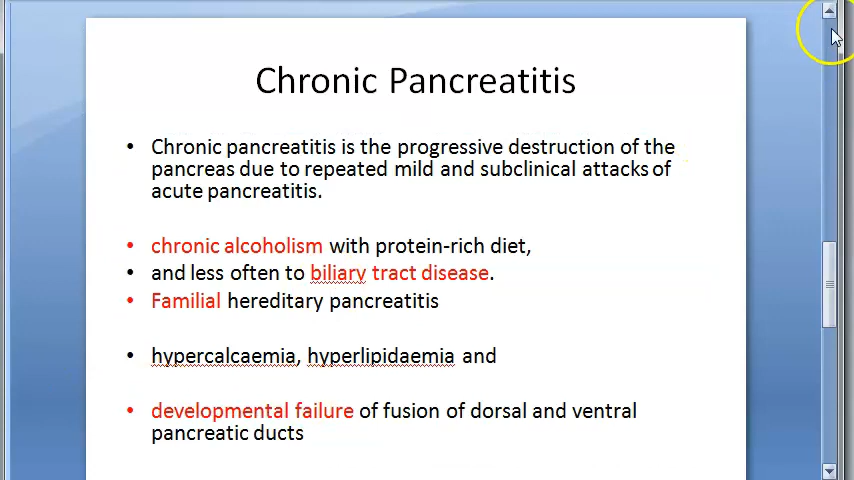 Chronic Pancreatitis
• Chronic pancreatitis is the progressive destruction of the
pancreas due to repeated mild and subclinical attacks of
acute pancreatitis.
• chronic alcoholism with protein-rich diet,
• and less often to biliary tract disease.
• Familial hereditary pancreatitis
• hypercalcaemia, hyperlipidaemia and
• developmental failure of fusion of dorsal and ventral
pancreatic ducts